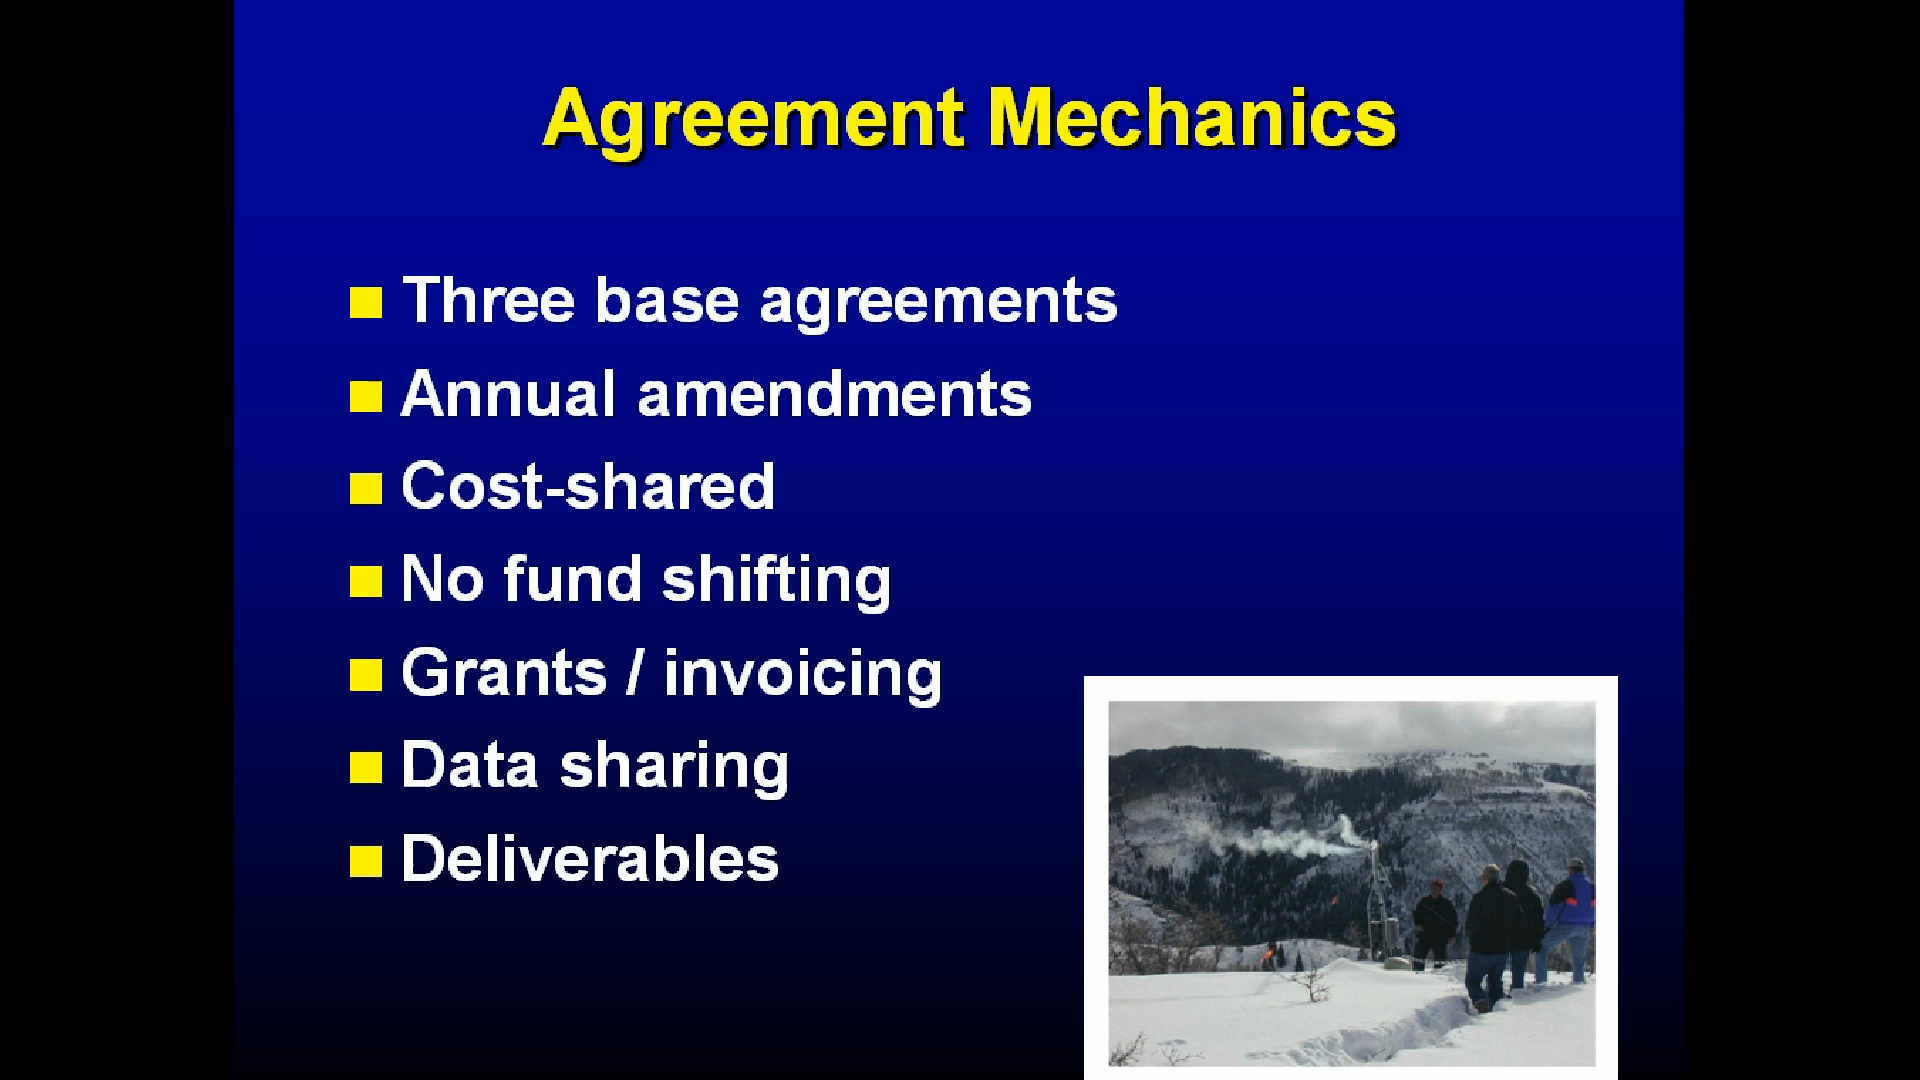 Agreement Mechanics
Three base agreements
Annual amendments
Cost-shared
No fund shifting
Grants / invoicing
Data sharing
Deliverables